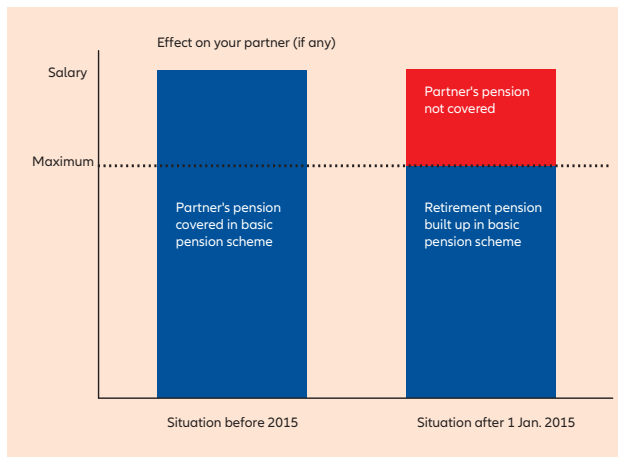 Effect on your partner (if any)
Salary
Partner's pension
not covered
Maximum
Partner's pension
covered in basic
pension scheme
Retirement pension
built up in basic
pension scheme
Situation before 2015
Situation after 1 Jan. 2015